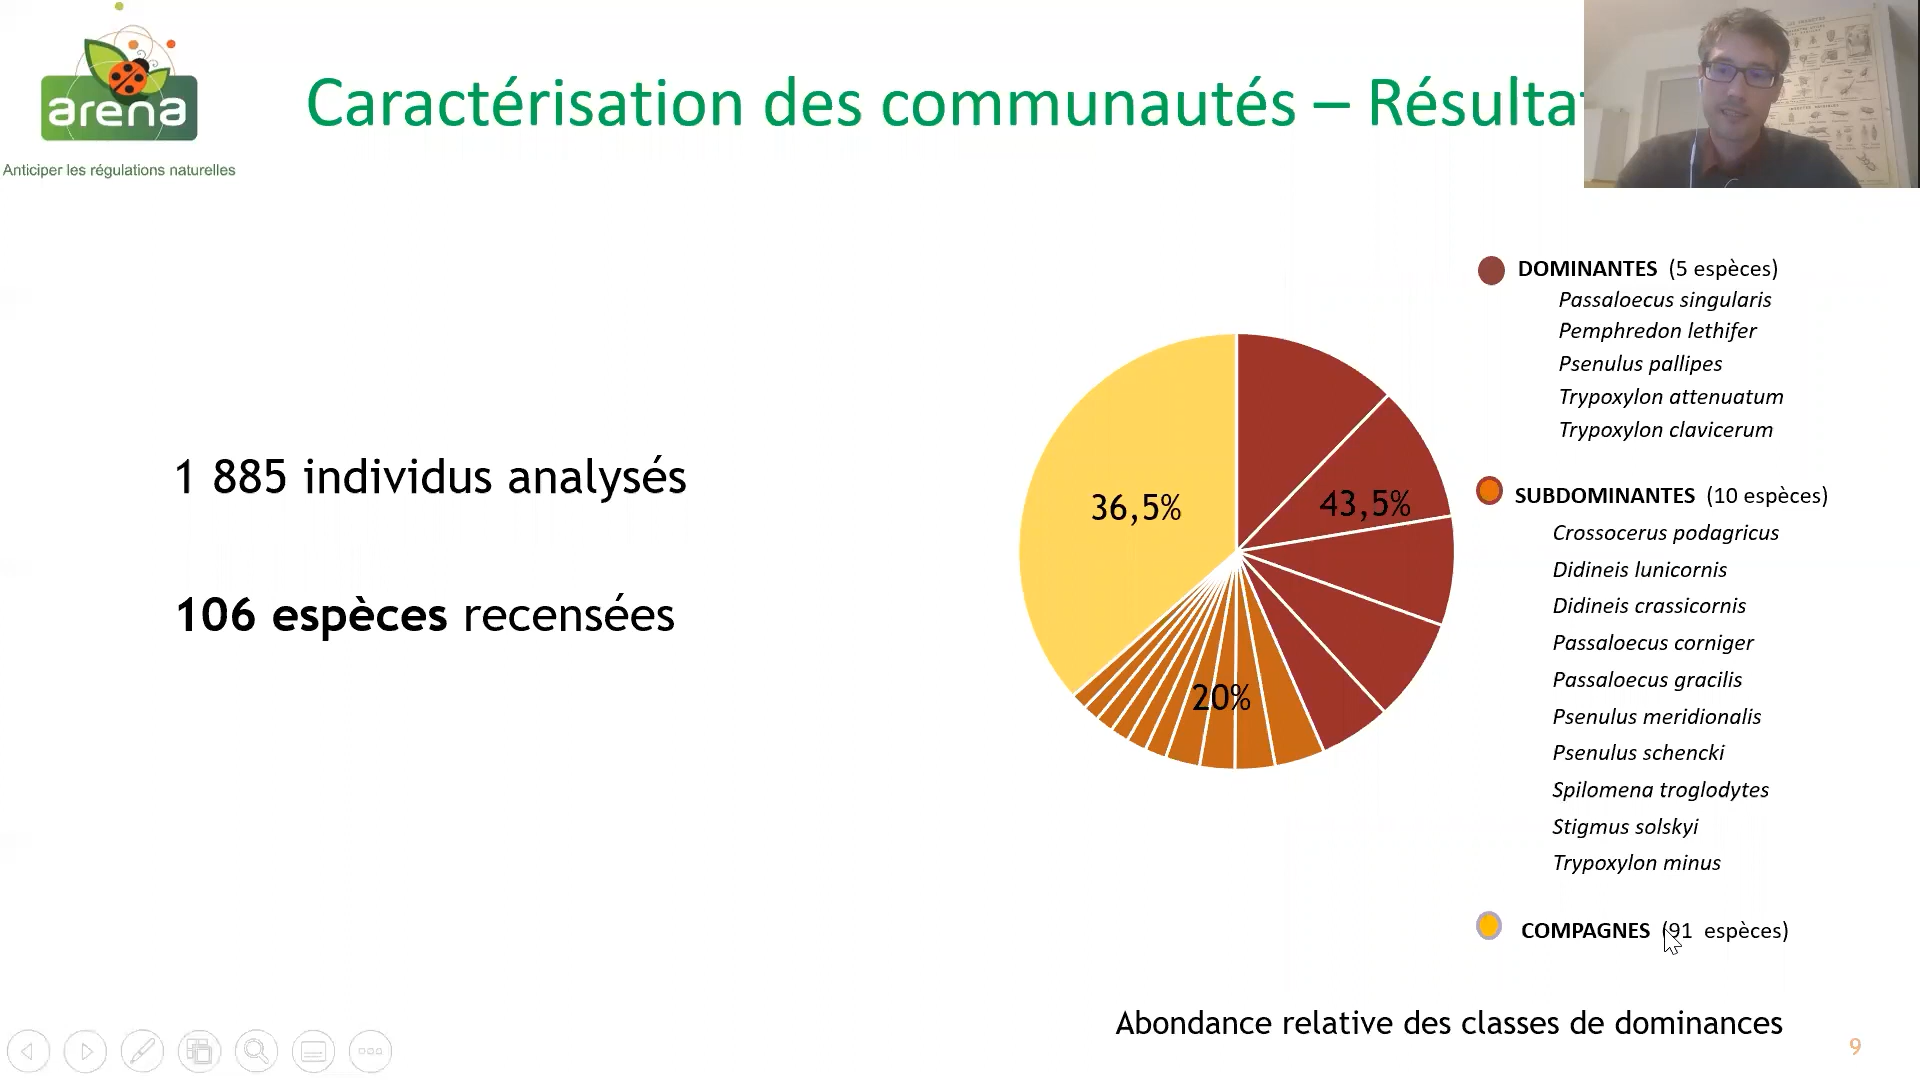 arena
Anticiper les régulations naturelles
Caractérisation des communautés – Résulta
1 885 individus analysés
106 espèces recensées
36,5%
43,5%
20%
DOMINANTES (5 espèces)
Passaloecus singularis
Pemphredon lethifer
Psenulus pallipes
Trypoxylon attenuatum
Trypoxylon clavicerum
SUBDOMINANTES (10 espèces)
Crossocerus podagricus
Didineis lunicornis
Didineis crassicornis
Passaloecus corniger
Passaloecus gracilis
Psenulus meridionalis
Psenulus schencki
Spilomena troglodytes
Stigmus solskyi
Trypoxylon minus
COMPAGNES (91 espèces)
Abondance relative des classes de dominances
9